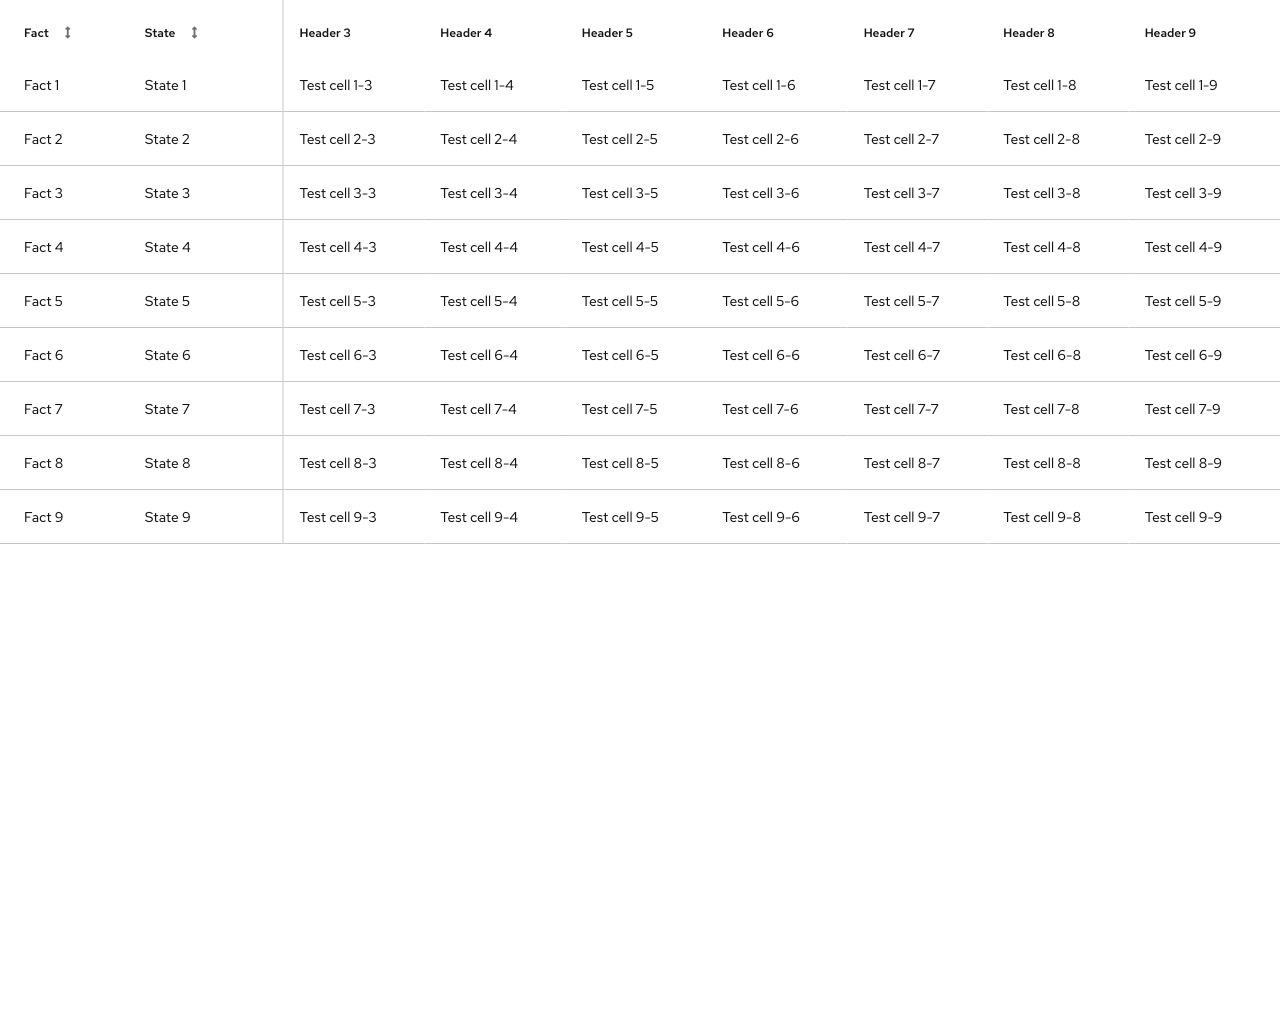 Fact State Header 3 Header 4 Header 5 Header 6 Header 7 Header 8 Header 9
Fact 1 State 1 Test cell 1-3 Test cell 1-4 Test cell 1-5 Test cell 1-6 Test cell 1-7 Test cell 1-8 Test cell 1-9
Fact 2 State 2 Test cell 2-3 Test cell 2-4 Test cell 2-5 Test cell 2-6 Test cell 2-7 Test cell 2-8 Test cell 2-9
Fact 3 State 3 Test cell 3-3 Test cell 3-4 Test cell 3-5 Test cell 3-6 Test cell 3-7 Test cell 3-8 Test cell 3-9
Fact 4 State 4 Test cell 4-3 Test cell 4-4 Test cell 4-5 Test cell 4-6 Test cell 4-7 Test cell 4-8 Test cell 4-9
Fact 5 State 5 Test cell 5-3 Test cell 5-4 Test cell 5-5 Test cell 5-6 Test cell 5-7 Test cell 5-8 Test cell 5-9
Fact 6 State 6 Test cell 6-3 Test cell 6-4 Test cell 6-5 Test cell 6-6 Test cell 6-7 Test cell 6-8 Test cell 6-9
Fact 7 State 7 Test cell 7-3 Test cell 7-4 Test cell 7-5 Test cell 7-6 Test cell 7-7 Test cell 7-8 Test cell 7-9
Fact 8 State 8 Test cell 8-3 Test cell 8-4 Test cell 8-5 Test cell 8-6 Test cell 8-7 Test cell 8-8 Test cell 8-9
Fact 9 State 9 Test cell 9-3 Test cell 9-4 Test cell 9-5 Test cell 9-6 Test cell 9-7 Test cell 9-8 Test cell 9-9